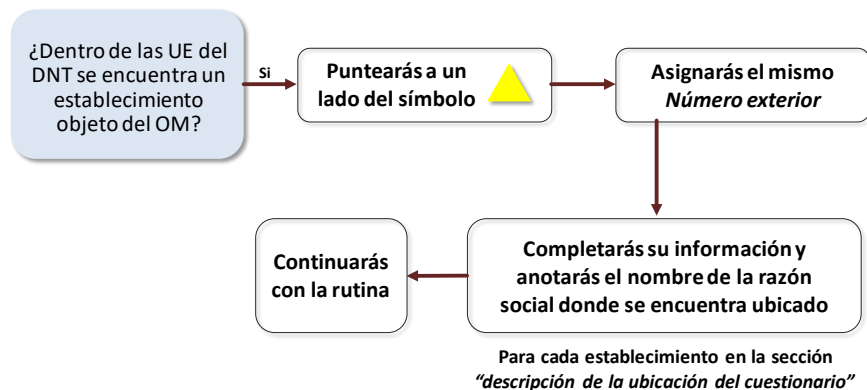 ¿Dentro de las UE del
DNT se encuentra un
establecimiento
objeto del OM?
Si
Puntearás a un
lado del símbolo
Asignarás el mismo
Número exterior
Completarás su información y
anotarás el nombre de la razón
social donde se encuentra ubicado
Continuarás
con la rutina
Para cada establecimiento en la sección
“descripción de la ubicación del cuestionario”